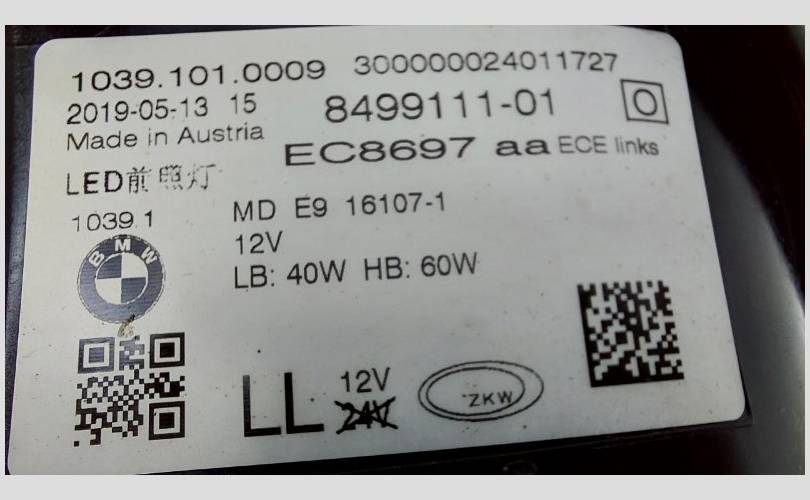 1039.101.0009 300000024011727
2019-05-13 15 8499111-01 O
Made in Austria EC8697 aa ECE links
LED前照灯
1039.1 MD E9 16107-1
BMW 12V
LB: 40W HB: 60W
LL 12V
24V
ZKW